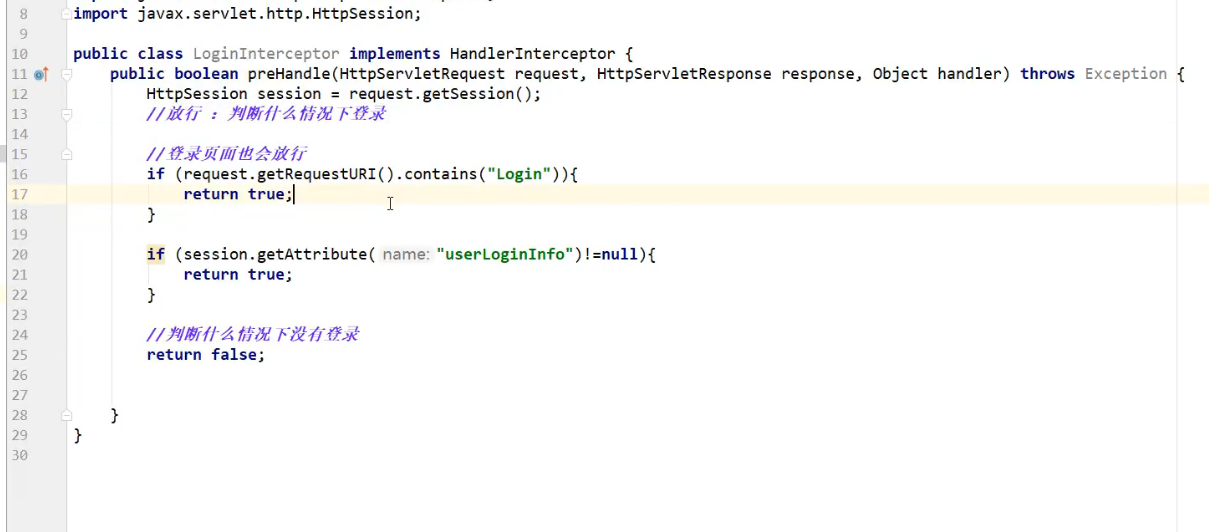 8 import javax.servlet.http.HttpSession;
9
10 public class LoginInterceptor implements HandlerInterceptor {
11 public boolean preHandle(HttpServletRequest request, HttpServletResponse response, Object handler) throws Exception {
12 HttpSession session = request.getSession();
13 //放行 : 判断什么情况下登录
14
15 //登录页面也会放行
16 if (request.getRequestURI().contains("Login")){
17 return true;
18 }
19
20 if (session.getAttribute( name: "userLoginInfo")!=null){
21 return true;
22 }
23
24 //判断什么情况下没有登录
25 return false;
26
27
28 }
29 }
30